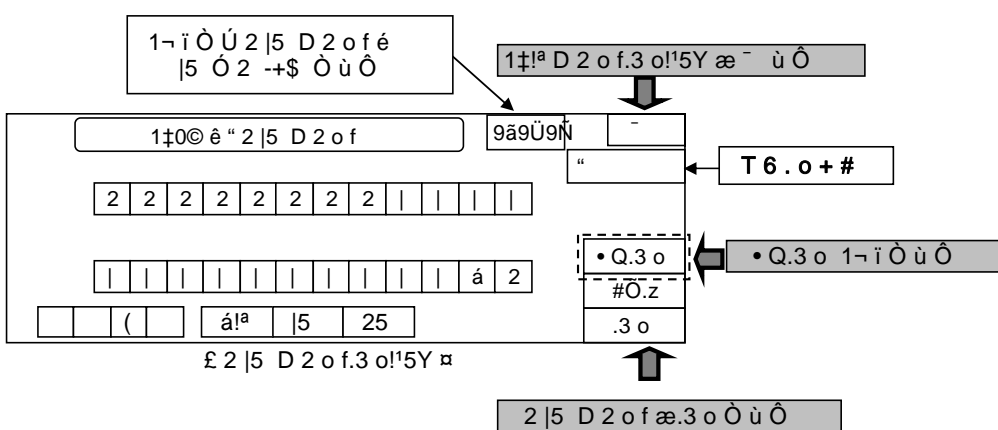 1¬ ï Ò Ú 2 |5 D 2 o f é
|5 Ó 2 -+$ Ò ù Ô
1‡!ª D 2 o f.3 o!¹5Y æ ¯ ù Ô
1‡0© ê “ 2 |5 D 2 o f
9ã9Ü9Ñ
¯
“
T 6 . o + #
2 2 2 2 2 2 2 2 | | | |
• Q.3 o
• Q.3 o 1¬ ï Ò ù Ô
| | | | | | | | | | á 2
#Õ.z
(
á!ª |5 25
.3 o
£ 2 |5 D 2 o f.3 o!¹5Y ¤
2 |5 D 2 o f æ.3 o Ò ù Ô